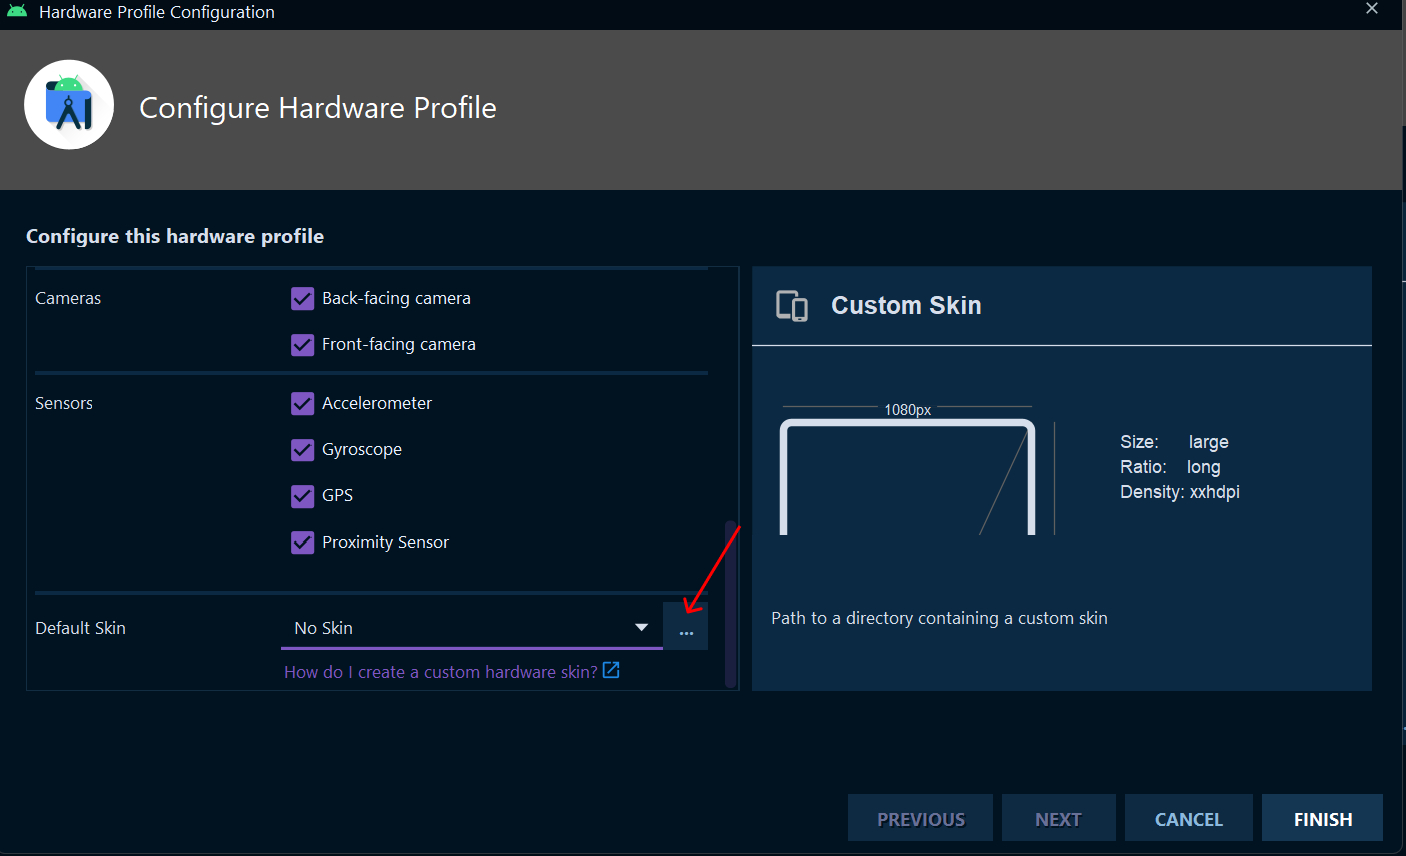 Hardware Profile Configuration
Configure Hardware Profile
Configure this hardware profile
Cameras
Back-facing camera
Front-facing camera
Sensors
Accelerometer
Gyroscope
GPS
Proximity Sensor
Default Skin
No Skin
...
How do I create a custom hardware skin?
Custom Skin
1080px
Size: large
Ratio: long
Density: xxhdpi
Path to a directory containing a custom skin
PREVIOUS
NEXT
CANCEL
FINISH